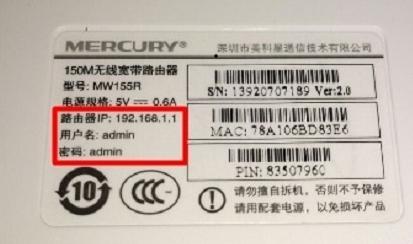 MERCURY®
深圳市美科星通信技术有限公司
150M无线宽带路由器
型号: MW155R
电源规格: 5V ⎓ 0.6A
路由器IP: 192.168.1.1
用户名: admin
密码: admin
S/N: 13920707189 Ver:2.0
MAC: 78A106BD83E6
PIN: 83507960
10
CCC
请勿擅自拆机，否则不予保修
请用配套电源，以免损坏产品